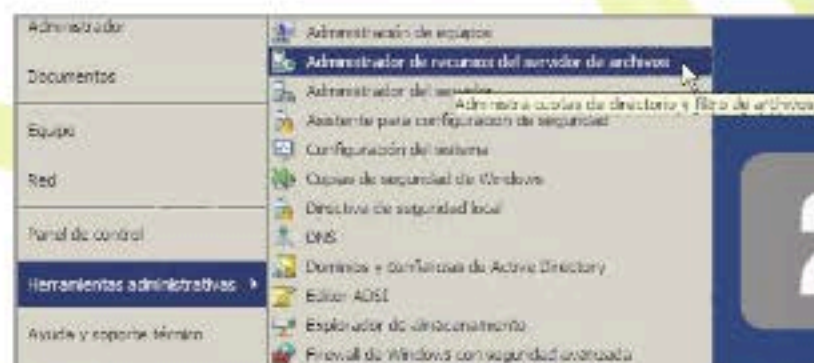 Administrador
Documentos
Equipo
Red
Panel de control
Herramientas administrativas
Ayuda y soporte técnico
Administración de equipos
Administrador de recursos del servidor de archivos
Administrador del servidor
Administra cuotas de directorio y filtro de archivos
Asistente para configuración de seguridad
Configuración del sistema
Copias de seguridad de Windows
Directiva de seguridad local
DNS
Dominios y confianzas de Active Directory
Editor ADSI
Explorador de almacenamiento
Firewall de Windows con seguridad avanzada
2